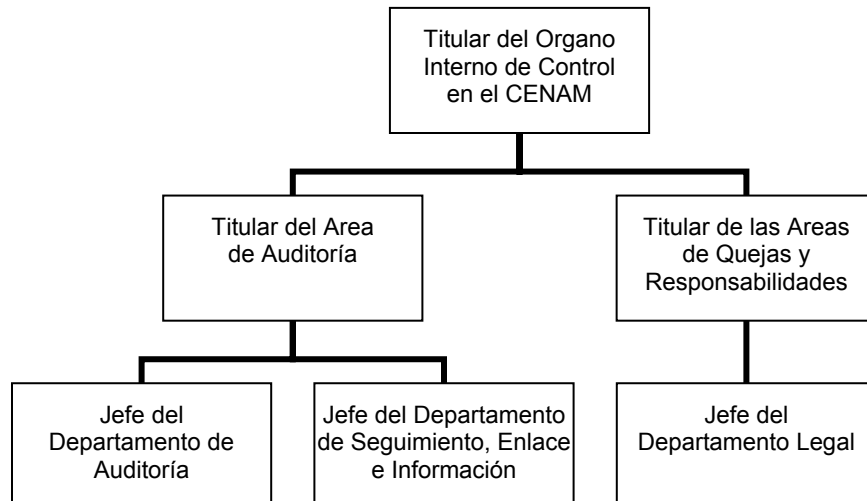 Titular del Organo
Interno de Control
en el CENAM
Titular del Area
de Auditoría
Titular de las Areas
de Quejas y
Responsabilidades
Jefe del
Departamento de
Auditoría
Jefe del Departamento
de Seguimiento, Enlace
e Información
Jefe del
Departamento Legal